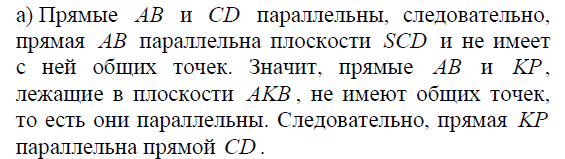 а) Прямые AB и CD параллельны, следовательно,
прямая AB параллельна плоскости SCD и не имеет
с ней общих точек. Значит, прямые AB и KP,
лежащие в плоскости AKB, не имеют общих точек,
то есть они параллельны. Следовательно, прямая KP
параллельна прямой CD.